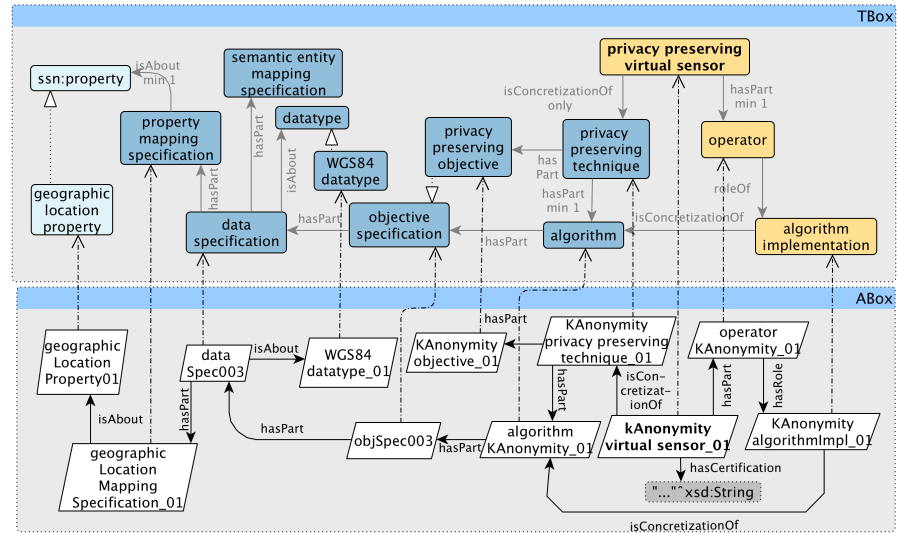 TBox
privacy preserving
virtual sensor
semantic entity
mapping
specification
ssn:property
isAbout
min 1
isConcretizationOf
only
hasPart
min 1
datatype
property
mapping
specification
hasPart
isAbout
privacy
preserving
objective
has
Part
privacy
preserving
technique
operator
WGS84
datatype
geographic
location
property
hasPart
hasPart
min 1
roleOf
data
specification
hasPart
objective
specification
hasPart
algorithm
isConcretizationOf
algorithm
implementation
ABox
geographic
Location
Property01
data
Spec003
isAbout
WGS84
datatype_01
KAnonymity
objective_01
hasPart
KAnonymity
privacy preserving
technique_01
operator
KAnonymity_01
isAbout
hasPart
hasPart
isCon-
cretizati-
onOf
hasPart
hasRole
geographic
Location
Mapping
Specification_01
hasPart
objSpec003
hasPart
algorithm
KAnonymity_01
kAnonymity
virtual sensor_01
KAnonymity
algorithmImpl_01
hasCertification
"..."ˆxsd:String
isConcretizationOf